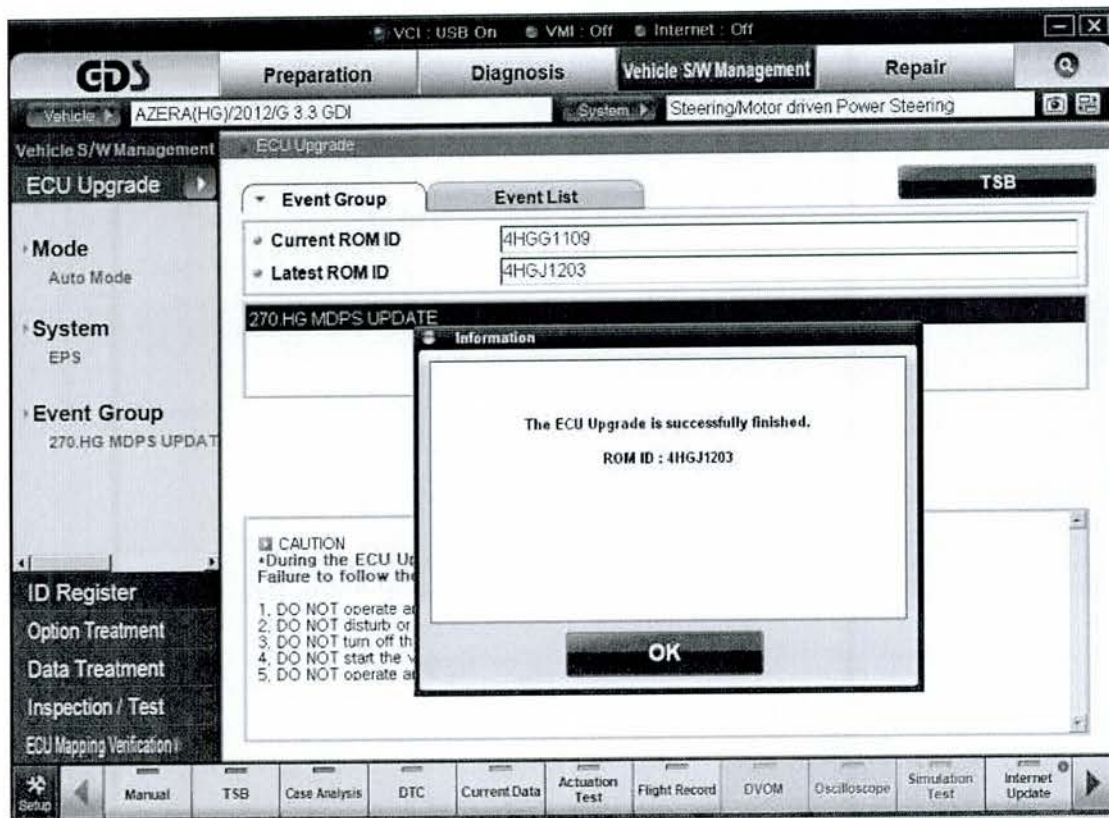 VCI : USB On VMI : Off Internet : Off
GDS Preparation Diagnosis Vehicle S/W Management Repair
Vehicle AZERA(HG)/2012/G 3.3 GDI System Steering/Motor driven Power Steering
Vehicle S/W Management
ECU Upgrade
ECU Upgrade
TSB
Event Group Event List
Current ROM ID 4HGG1109
Latest ROM ID 4HGJ1203
Mode
Auto Mode
System
EPS
Event Group
270.HG MDPS UPDAT
270.HG MDPS UPDATE
Information
The ECU Upgrade is successfully finished.
ROM ID : 4HGJ1203
OK
CAUTION
*During the ECU
Failure to follow the
1. DO NOT operate
2. DO NOT disturb or
3. DO NOT turn off
4. DO NOT start the
5. DO NOT operate
ID Register
Option Treatment
Data Treatment
Inspection / Test
ECU Mapping Verification
Setup Manual TSB Case Analysis DTC Current Data Actuation Test Flight Record DVOM Oscilloscope Simulation Test Internet Update